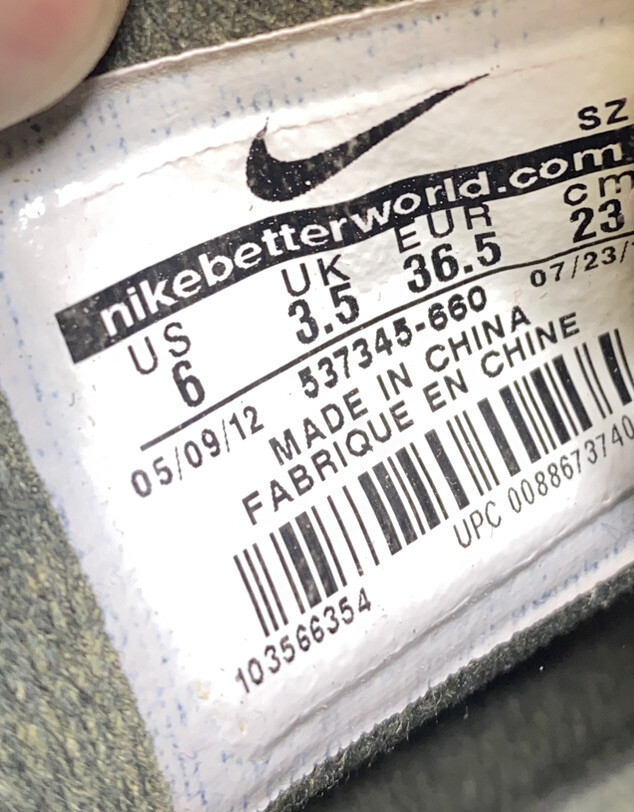 SZ
nikebetterworld.com
US UK EUR cm
6 3.5 36.5 23
05/09/12 537345-660 07/23/
MADE IN CHINA
FABRIQUE EN CHINE
UPC 0088673740
103566354